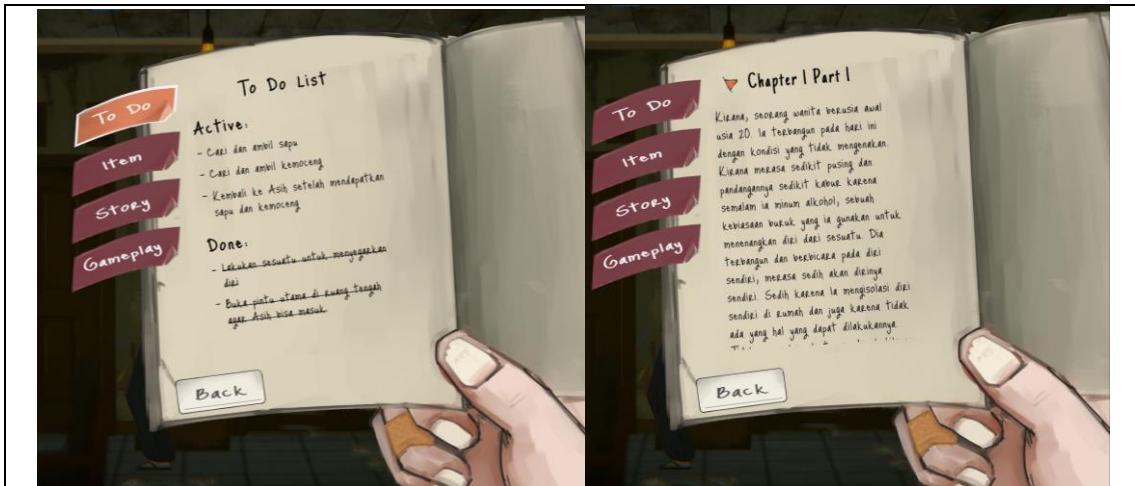 To Do List
To Do
Item
Story
Gameplay
Active:
- Cari dan ambil sapu
- Cari dan ambil kemoceng
- Kembali ke Asih setelah mendapatkan
sapu dan kemoceng
Done:
- Lakukan sesuatu untuk menyegarkan
diri
- Buka pintu utama di ruang tengah
agar Asih bisa masuk
Back
Chapter 1 Part 1
To Do
Item
Story
Gameplay
Kirana, seorang wanita berusia awal
usia 20. Ia terbangun pada hari ini
dengan kondisi yang tidak mengenakan.
Kirana merasa sedikit pusing dan
pandangannya sedikit kabur karena
semalam ia minum alkohol, sebuah
kebiasaan buruk yang ia gunakan untuk
menenangkan diri dari sesuatu. Dia
terbangun dan berbicara pada diri
sendiri, merasa sedih akan dirinya
sendiri. Sedih karena Ia mengisolasi diri
sendiri di rumah dan juga karena tidak
ada yang hal yang dapat dilakukannya.
Back